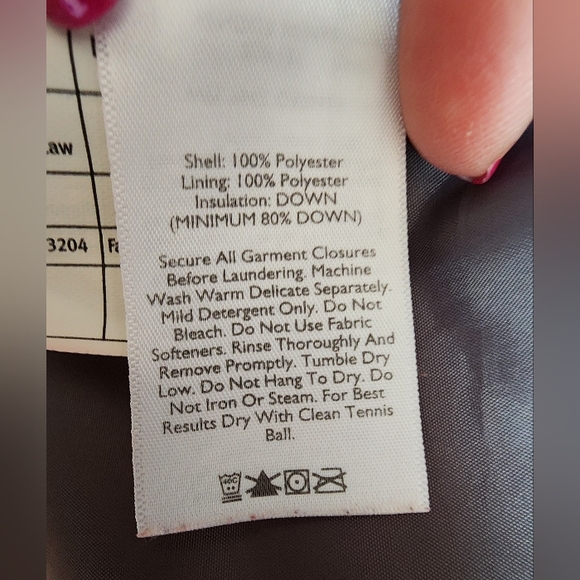 Shell: 100% Polyester
Lining: 100% Polyester
Insulation: DOWN
(MINIMUM 80% DOWN)
Secure All Garment Closures
Before Laundering. Machine
Wash Warm Delicate Separately.
Mild Detergent Only. Do Not
Bleach. Do Not Use Fabric
Softeners. Rinse Thoroughly And
Remove Promptly. Tumble Dry
Low. Do Not Hang To Dry. Do
Not Iron Or Steam. For Best
Results Dry With Clean Tennis
Ball.
40C
3204